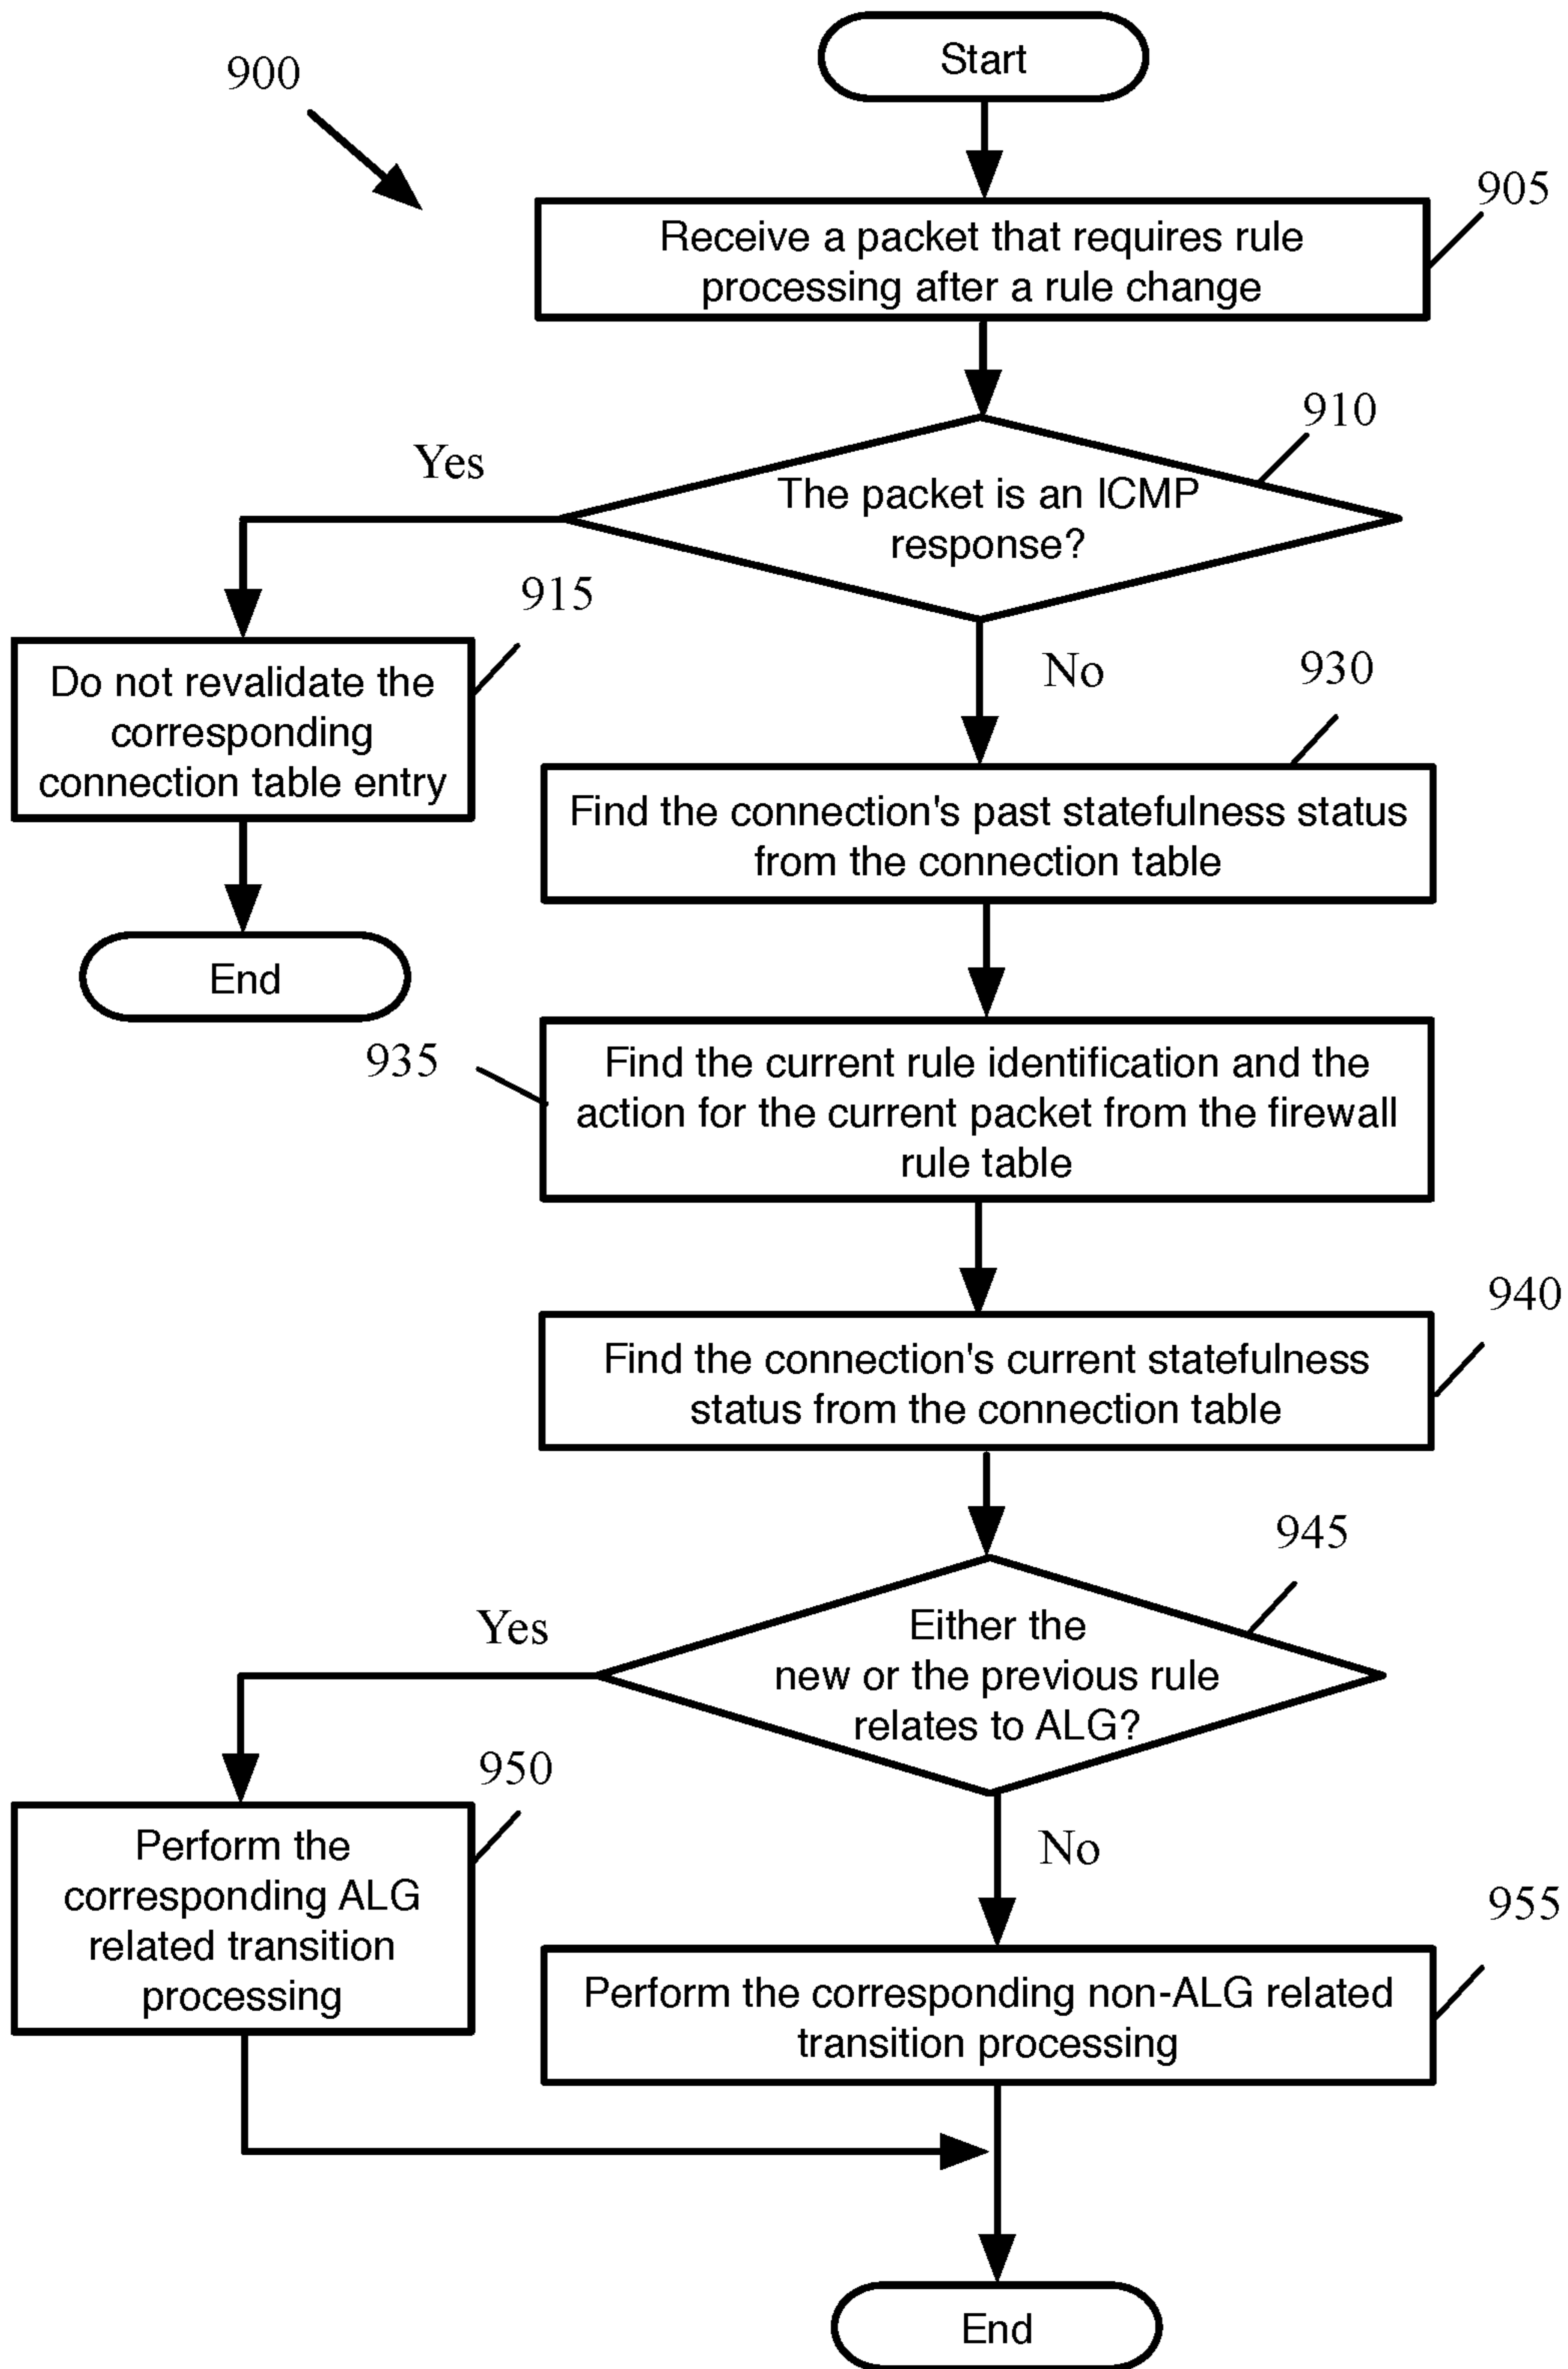 Start
900
905
Receive a packet that requires rule
processing after a rule change
910
Yes
The packet is an ICMP
response?
915
No
930
Do not revalidate the
corresponding
connection table entry
Find the connection's past statefulness status
from the connection table
End
935
Find the current rule identification and the
action for the current packet from the firewall
rule table
940
Find the connection's current statefulness
status from the connection table
945
Yes
Either the
new or the previous rule
relates to ALG?
950
No
Perform the
corresponding ALG
related transition
processing
955
Perform the corresponding non-ALG related
transition processing
End